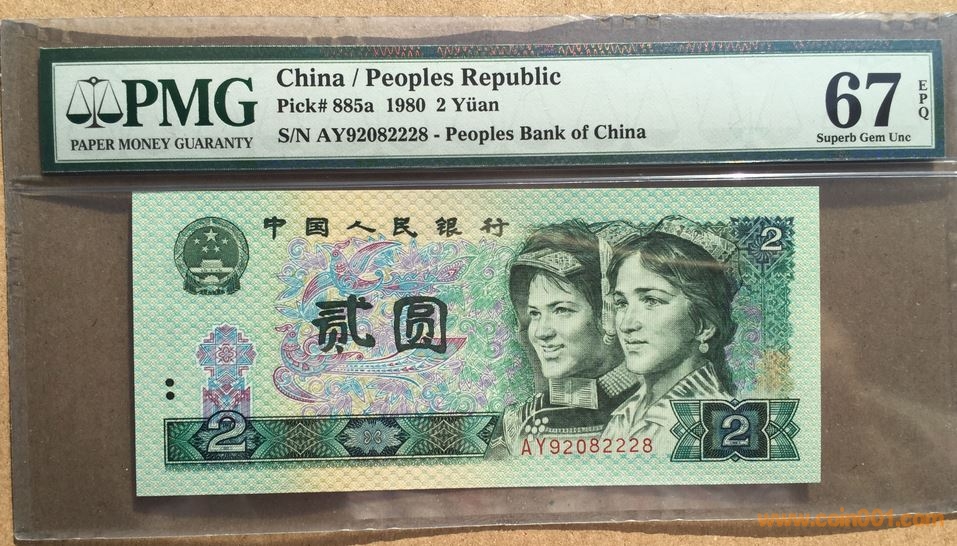 PMG
PAPER MONEY GUARANTY
China / Peoples Republic
Pick# 885a 1980 2 Yüan
S/N AY92082228 - Peoples Bank of China
67
EPQ
Superb Gem Unc
中国人民银行
2
贰圆
2
AY92082228
2
www.coin001.com